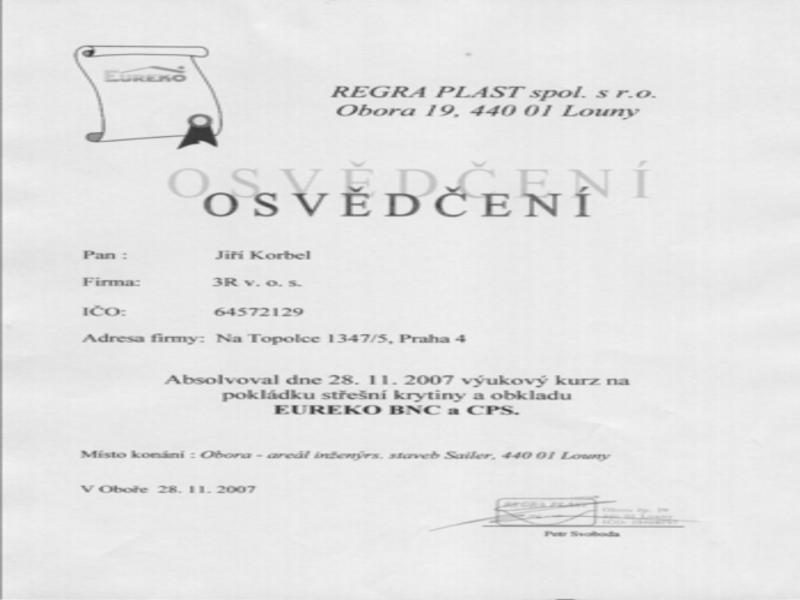 EUREKO
REGRA PLAST spol. s r.o.
Obora 19, 440 01 Louny
OSVĚDČENÍ
Pan : Jiří Korbel
Firma: 3R v. o. s.
IČO: 64572129
Adresa firmy: Na Topolce 1347/5, Praha 4
Absolvoval dne 28. 11. 2007 výukový kurz na
pokládku střešní krytiny a obkladu
EUREKO BNC a CPS.
Místo konání : Obora - areál inženýrs. staveb Sailer, 440 01 Louny
V Oboře 28. 11. 2007
REGRA PLAST
Petr Svoboda